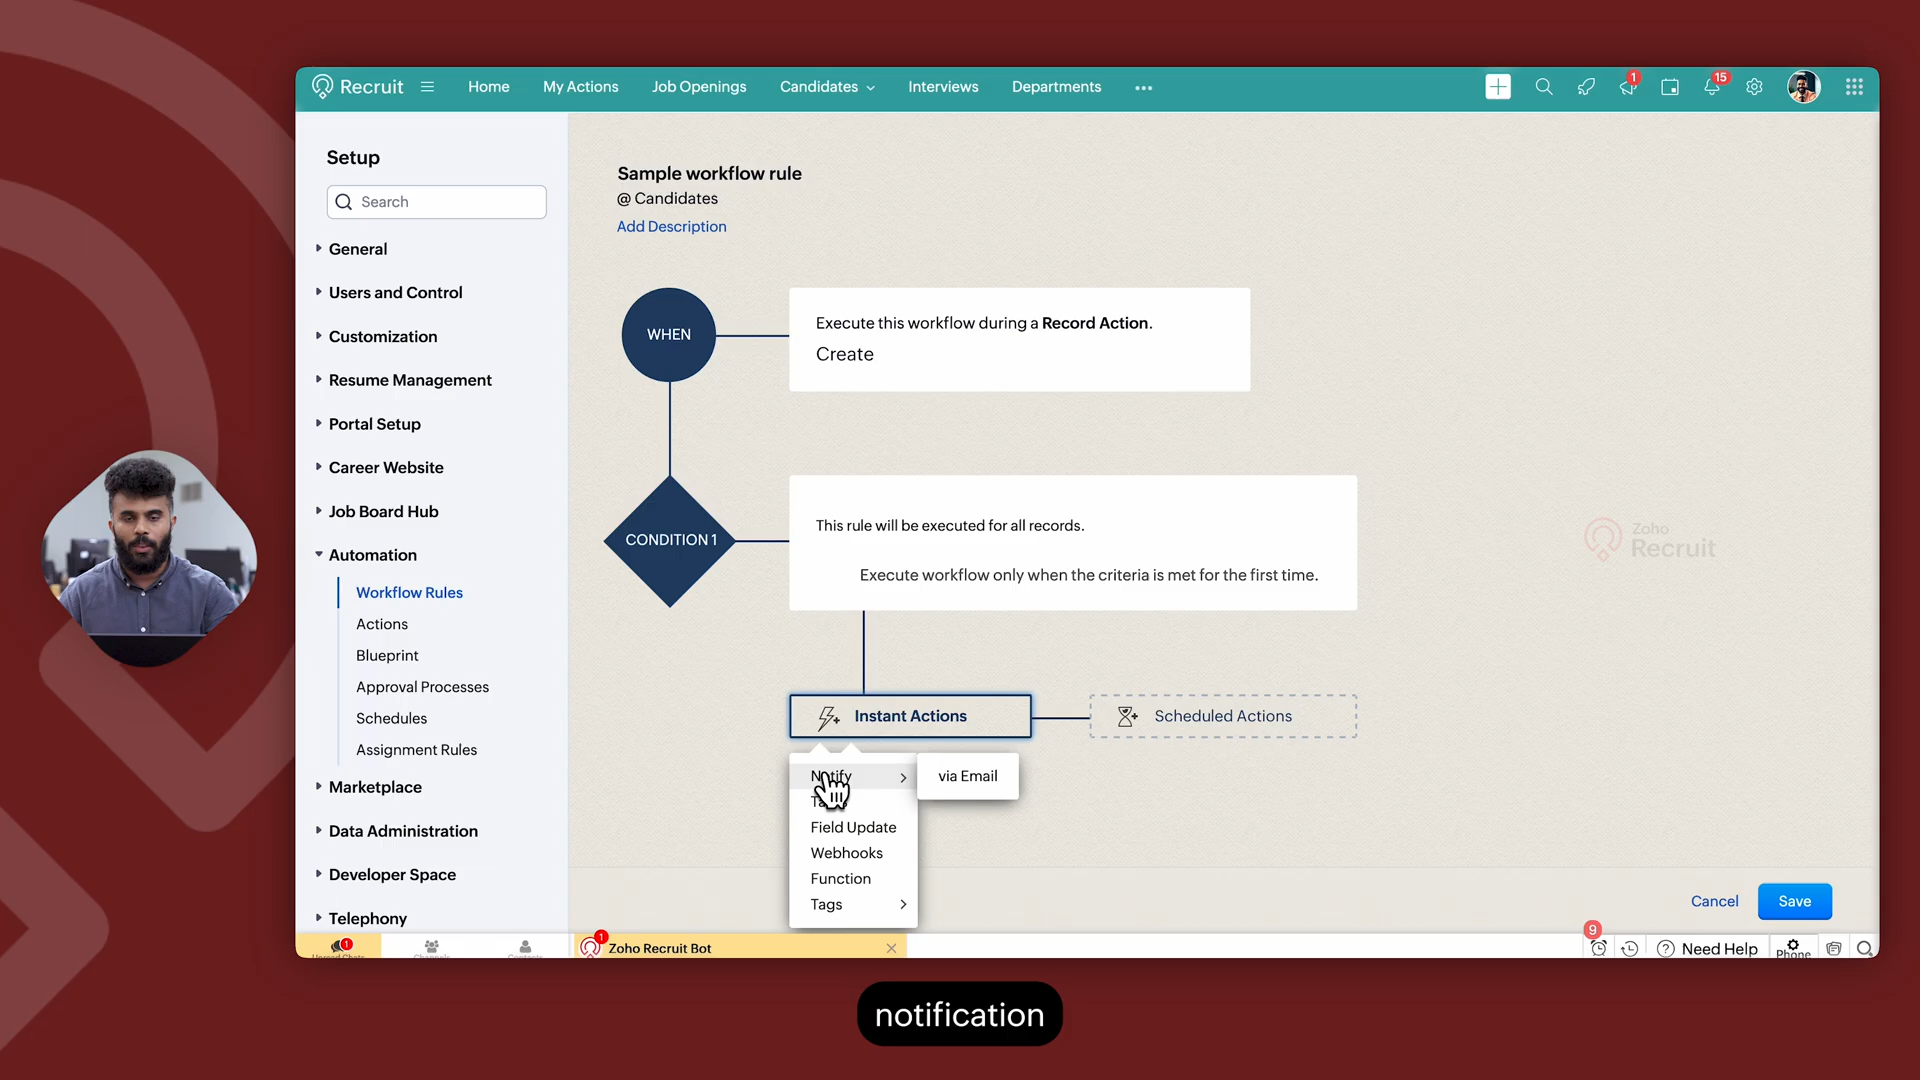 Recruit
Home
My Actions
Job Openings
Candidates
Interviews
Departments
1
15
Setup
Search
General
Users and Control
Customization
Resume Management
Portal Setup
Career Website
Job Board Hub
Automation
Workflow Rules
Actions
Blueprint
Approval Processes
Schedules
Assignment Rules
Marketplace
Data Administration
Developer Space
Telephony
Sample workflow rule
@ Candidates
Add Description
WHEN
Execute this workflow during a Record Action.
Create
CONDITION 1
This rule will be executed for all records.
Execute workflow only when the criteria is met for the first time.
Zoho
Recruit
Instant Actions
Scheduled Actions
Notify
via Email
Field Update
Webhooks
Function
Tags
Cancel
Save
1
Unread Chats
Channels
Contacts
1
Zoho Recruit Bot
9
Need Help
Phone
notification